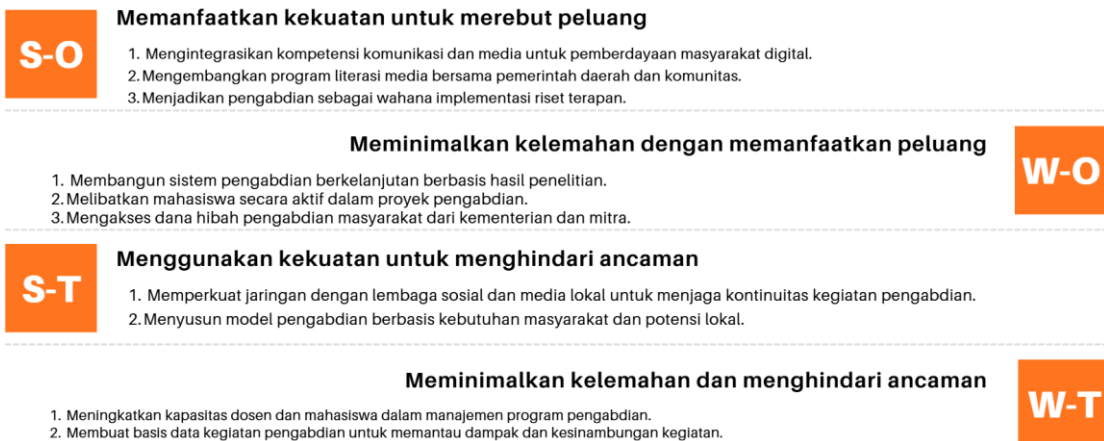 S-O
Memanfaatkan kekuatan untuk merebut peluang
1. Mengintegrasikan kompetensi komunikasi dan media untuk pemberdayaan masyarakat digital.
2. Mengembangkan program literasi media bersama pemerintah daerah dan komunitas.
3. Menjadikan pengabdian sebagai wahana implementasi riset terapan.
Meminimalkan kelemahan dengan memanfaatkan peluang
W-O
1. Membangun sistem pengabdian berkelanjutan berbasis hasil penelitian.
2. Melibatkan mahasiswa secara aktif dalam proyek pengabdian.
3. Mengakses dana hibah pengabdian masyarakat dari kementerian dan mitra.
S-T
Menggunakan kekuatan untuk menghindari ancaman
1. Memperkuat jaringan dengan lembaga sosial dan media lokal untuk menjaga kontinuitas kegiatan pengabdian.
2. Menyusun model pengabdian berbasis kebutuhan masyarakat dan potensi lokal.
Meminimalkan kelemahan dan menghindari ancaman
W-T
1. Meningkatkan kapasitas dosen dan mahasiswa dalam manajemen program pengabdian.
2. Membuat basis data kegiatan pengabdian untuk memantau dampak dan kesinambungan kegiatan.